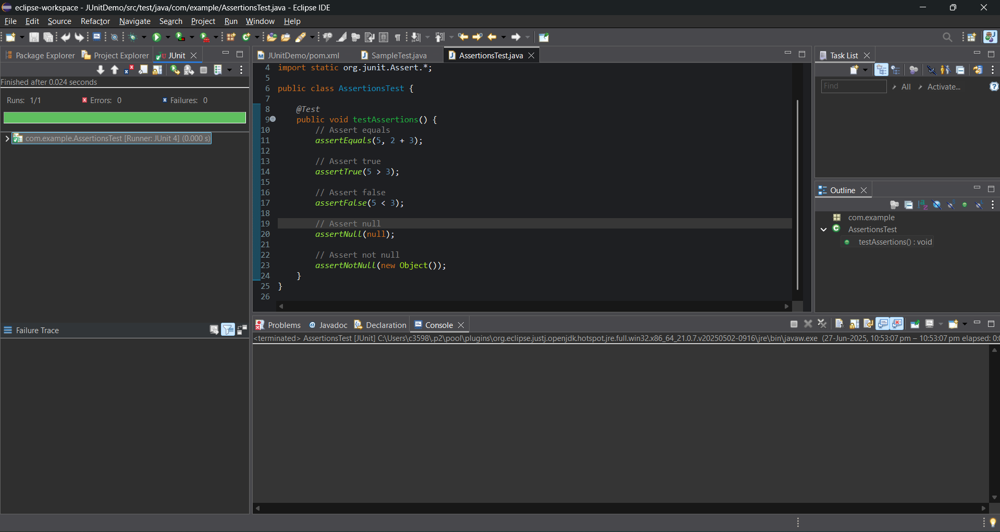 eclipse-workspace - JUnitDemo/src/test/java/com/example/AssertionsTest.java - Eclipse IDE
File Edit Source Refactor Navigate Search Project Run Window Help
Package Explorer Project Explorer JUnit
Finished after 0.024 seconds
Runs: 1/1 Errors: 0 Failures: 0
com.example.AssertionsTest [Runner: JUnit 4] (0.000 s)
Failure Trace
JUnitDemo/pom.xml SampleTest.java AssertionsTest.java
4 import static org.junit.Assert.*;
5
6 public class AssertionsTest {
7
8 @Test
9 public void testAssertions() {
10 // Assert equals
11 assertEquals(5, 2 + 3);
12
13 // Assert true
14 assertTrue(5 > 3);
15
16 // Assert false
17 assertFalse(5 < 3);
18
19 // Assert null
20 assertNull(null);
21
22 // Assert not null
23 assertNotNull(new Object());
24 }
25 }
26
Problems Javadoc Declaration Console
<terminated> AssertionsTest [JUnit] C:\Users\c3598\.p2\pool\plugins\org.eclipse.justj.openjdk.hotspot.jre.full.win32.x86_64_21.0.7.v20250502-0916\jre\bin\javaw.exe (27-Jun-2025, 10:53:07 pm – 10:53:07 pm elapsed: 0:0
Task List
Find All Activate...
Outline
com.example
AssertionsTest
testAssertions() : void